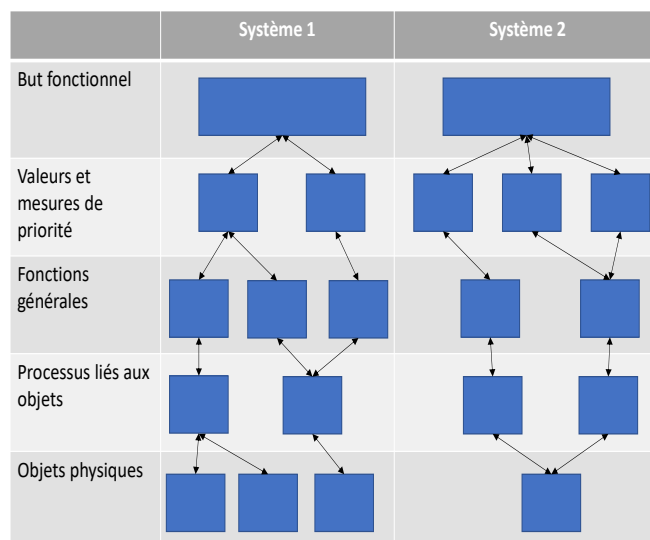 Système 1
Système 2
But fonctionnel
Valeurs et
mesures de
priorité
Fonctions
générales
Processus liés aux
objets
Objets physiques